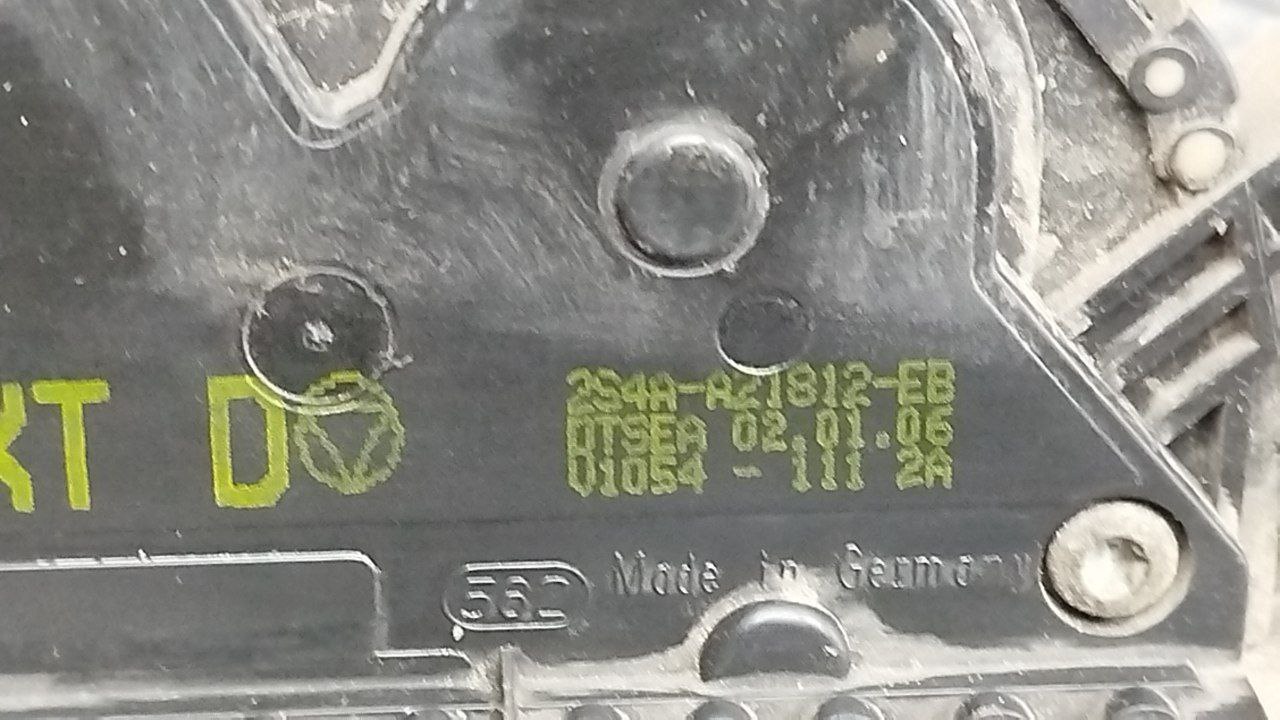 XT D
2S4A-A21812-EB
DTSEA 02.01.06
01054 - 111 2A
562 Made in Germany